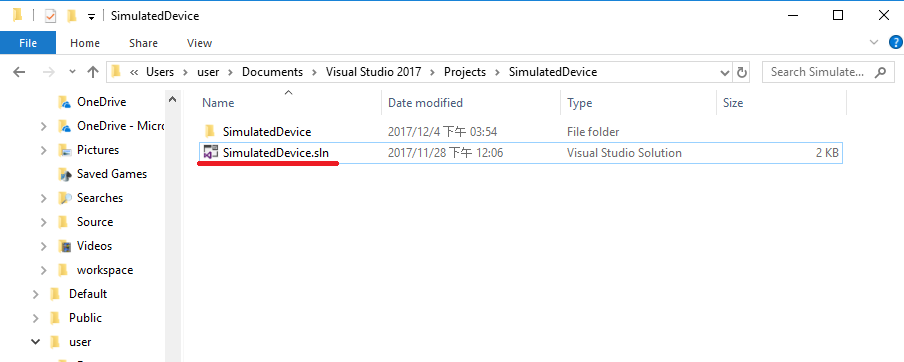 SimulatedDevice
File Home Share View
« Users > user > Documents > Visual Studio 2017 > Projects > SimulatedDevice
Search Simulate...
Name Date modified Type Size
SimulatedDevice 2017/12/4 下午 03:54 File folder
SimulatedDevice.sln 2017/11/28 下午 12:06 Visual Studio Solution 2 KB
OneDrive
OneDrive - Micr
Pictures
Saved Games
Searches
Source
Videos
workspace
Default
Public
user